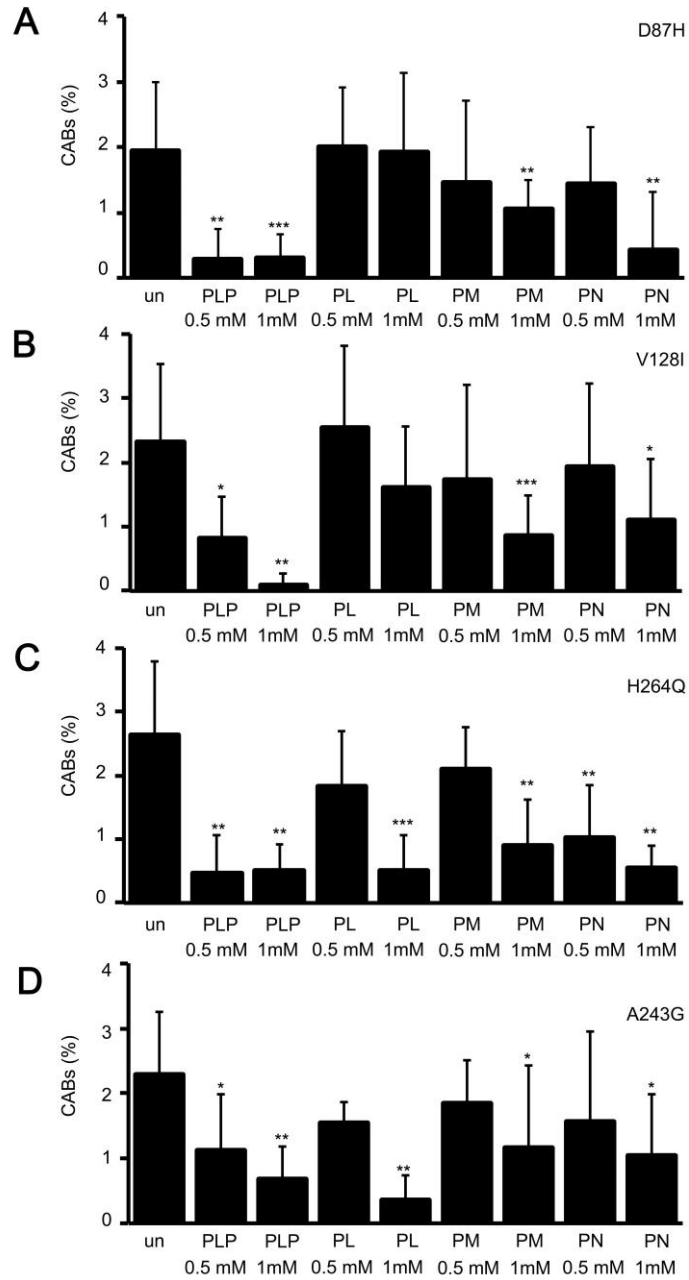 A
D87H
CABs (%)
4
3
2
1
0
** *** ** **
un PLP PLP PL PL PM PM PN PN
0.5 mM 1mM 0.5 mM 1mM 0.5 mM 1mM 0.5 mM 1mM
B
V128I
CABs (%)
4
3
2
1
0
* ** *** *
un PLP PLP PL PL PM PM PN PN
0.5 mM 1mM 0.5 mM 1mM 0.5 mM 1mM 0.5 mM 1mM
C
H264Q
CABs (%)
4
3
2
1
0
** ** *** ** ** **
un PLP PLP PL PL PM PM PN PN
0.5 mM 1mM 0.5 mM 1mM 0.5 mM 1mM 0.5 mM 1mM
D
A243G
CABs (%)
4
3
2
1
0
* ** ** * *
un PLP PLP PL PL PM PM PN PN
0.5 mM 1mM 0.5 mM 1mM 0.5 mM 1mM 0.5 mM 1mM